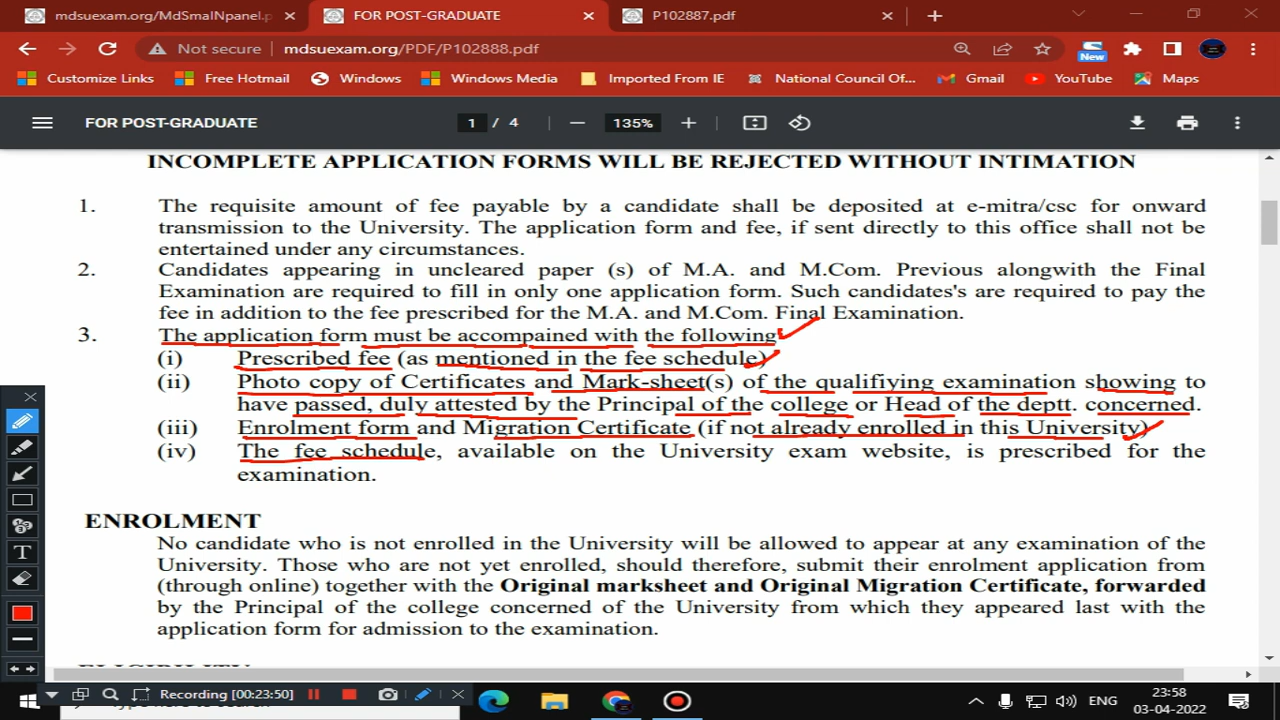 mdsuexam.org/MdSmalNpanel.p
FOR POST-GRADUATE
P102887.pdf
Not secure mdsuexam.org/PDF/P102888.pdf
New
Customize Links Free Hotmail Windows Windows Media Imported From IE National Council Of... Gmail YouTube Maps
FOR POST-GRADUATE 1 / 4 135%
INCOMPLETE APPLICATION FORMS WILL BE REJECTED WITHOUT INTIMATION
1. The requisite amount of fee payable by a candidate shall be deposited at e-mitra/csc for onward
transmission to the University. The application form and fee, if sent directly to this office shall not be
entertained under any circumstances.
2. Candidates appearing in uncleared paper (s) of M.A. and M.Com. Previous alongwith the Final
Examination are required to fill in only one application form. Such candidates's are required to pay the
fee in addition to the fee prescribed for the M.A. and M.Com. Final Examination.
3. The application form must be accompained with the following
(i) Prescribed fee (as mentioned in the fee schedule)
(ii) Photo copy of Certificates and Mark-sheet(s) of the qualifiying examination showing to
have passed, duly attested by the Principal of the college or Head of the deptt. concerned.
(iii) Enrolment form and Migration Certificate (if not already enrolled in this University)
(iv) The fee schedule, available on the University exam website, is prescribed for the
examination.
ENROLMENT
No candidate who is not enrolled in the University will be allowed to appear at any examination of the
University. Those who are not yet enrolled, should therefore, submit their enrolment application from
(through online) together with the Original marksheet and Original Migration Certificate, forwarded
by the Principal of the college concerned of the University from which they appeared last with the
application form for admission to the examination.
Recording [00:23:50]
ENG
23:58
03-04-2022